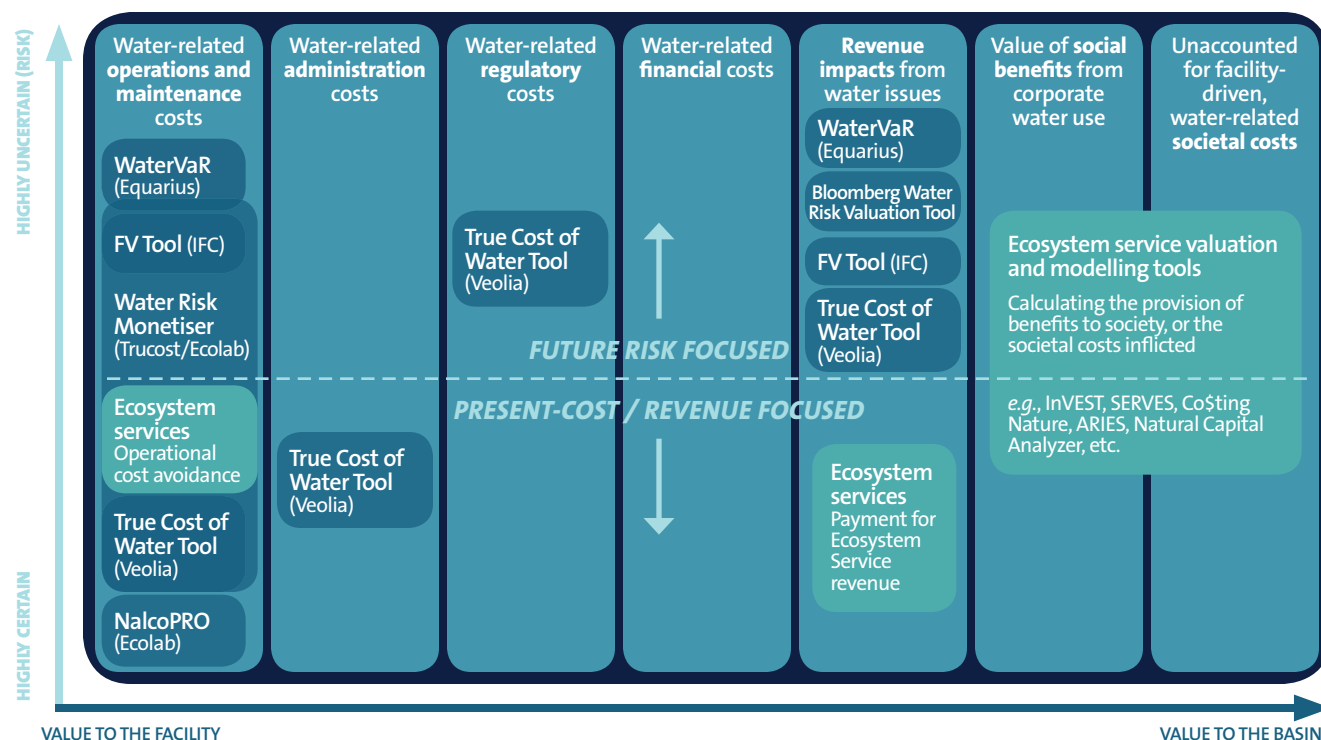 HIGHLY UNCERTAIN (RISK)
HIGHLY CERTAIN
Water-related
operations and
maintenance
costs
WaterVaR
(Equarius)
FV Tool (IFC)
Water Risk
Monetiser
(Trucost/Ecolab)
Ecosystem
services
Operational
cost avoidance
True Cost of
Water Tool
(Veolia)
NalcoPRO
(Ecolab)
Water-related
administration
costs
True Cost of
Water Tool
(Veolia)
Water-related
regulatory
costs
True Cost of
Water Tool
(Veolia)
Water-related
financial costs
FUTURE RISK FOCUSED
PRESENT-COST / REVENUE FOCUSED
Revenue
impacts from
water issues
WaterVaR
(Equarius)
Bloomberg Water
Risk Valuation Tool
FV Tool (IFC)
True Cost of
Water Tool
(Veolia)
Ecosystem
services
Payment for
Ecosystem
Service
revenue
Value of social
benefits from
corporate
water use
Unaccounted
for facility-
driven,
water-related
societal costs
Ecosystem service valuation
and modelling tools
Calculating the provision of
benefits to society, or the
societal costs inflicted
e.g., InVEST, SERVES, Co$ting
Nature, ARIES, Natural Capital
Analyzer, etc.
VALUE TO THE FACILITY
VALUE TO THE BASIN